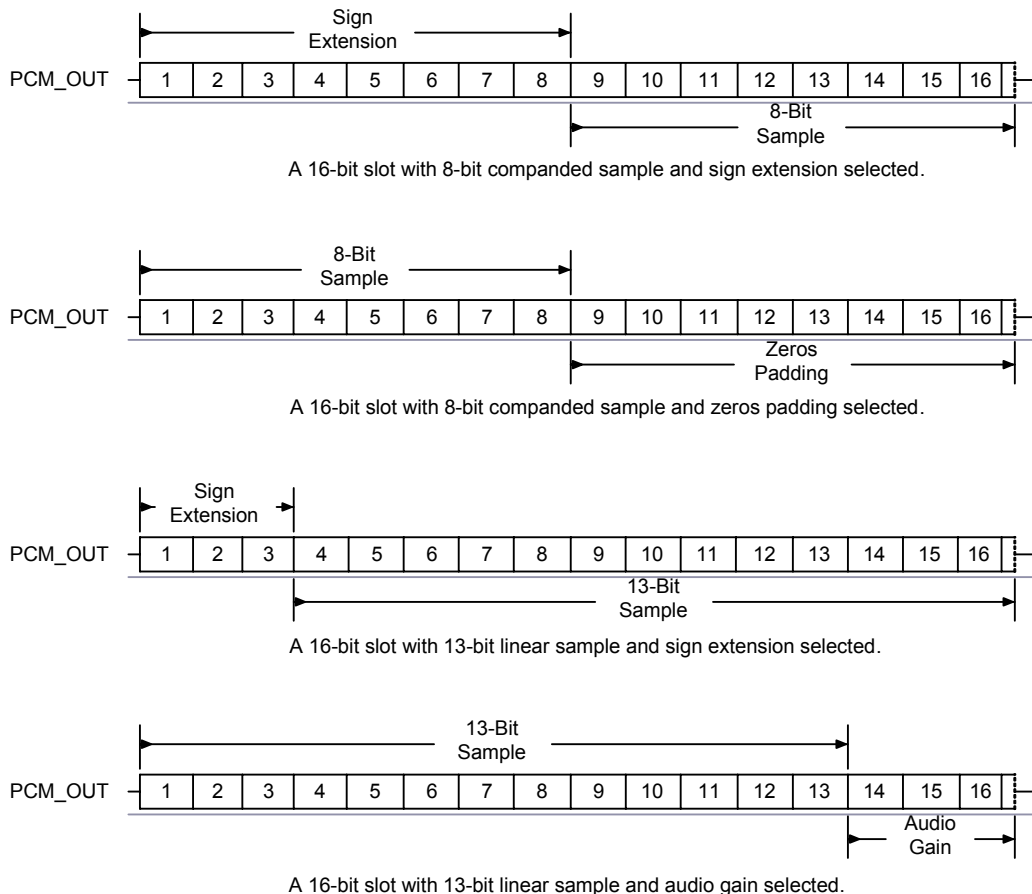 Sign
Extension
PCM_OUT 1 2 3 4 5 6 7 8 9 10 11 12 13 14 15 16
8-Bit
Sample
A 16-bit slot with 8-bit companded sample and sign extension selected.
8-Bit
Sample
PCM_OUT 1 2 3 4 5 6 7 8 9 10 11 12 13 14 15 16
Zeros
Padding
A 16-bit slot with 8-bit companded sample and zeros padding selected.
Sign
Extension
PCM_OUT 1 2 3 4 5 6 7 8 9 10 11 12 13 14 15 16
13-Bit
Sample
A 16-bit slot with 13-bit linear sample and sign extension selected.
13-Bit
Sample
PCM_OUT 1 2 3 4 5 6 7 8 9 10 11 12 13 14 15 16
Audio
Gain
A 16-bit slot with 13-bit linear sample and audio gain selected.